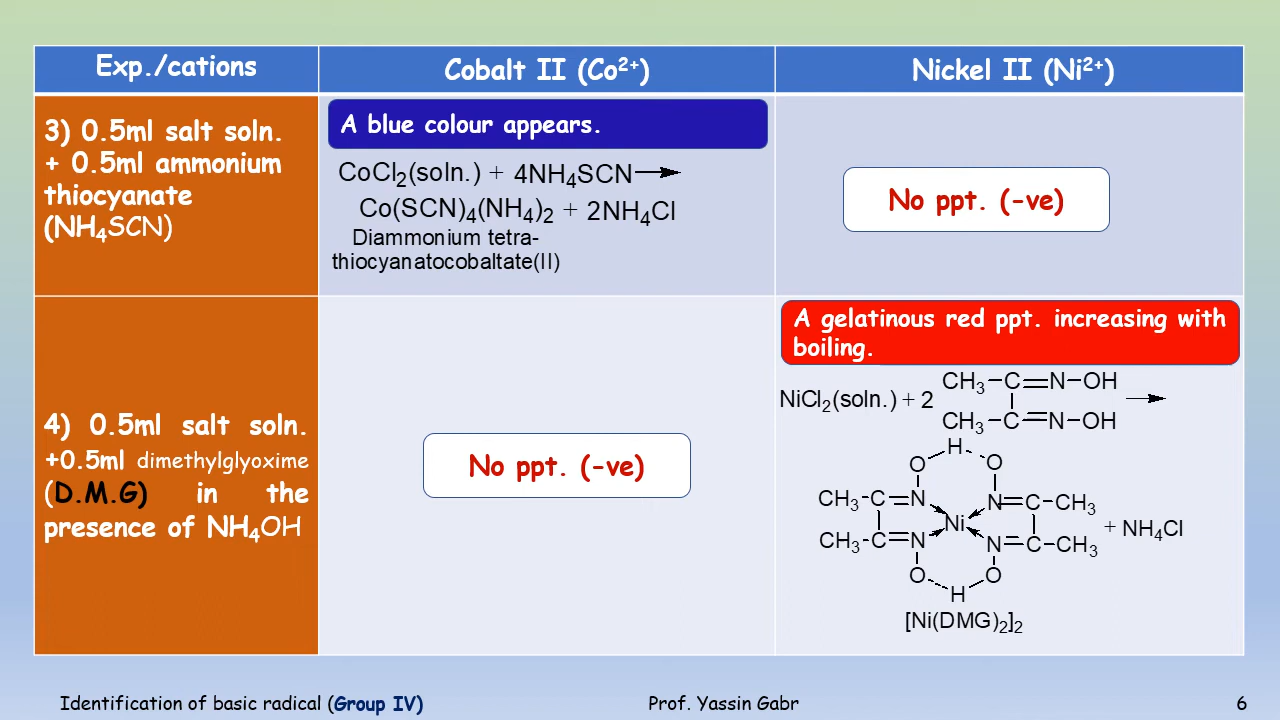 Exp./cations
Cobalt II (Co²⁺)
Nickel II (Ni²⁺)
3) 0.5ml salt soln.
+ 0.5ml ammonium
thiocyanate
(NH₄SCN)
A blue colour appears.
CoCl₂(soln.) + 4NH₄SCN →
Co(SCN)₄(NH₄)₂ + 2NH₄Cl
Diammonium tetra-
thiocyanatocobaltate(II)
No ppt. (-ve)
4) 0.5ml salt soln.
+0.5ml dimethylglyoxime
(D.M.G) in the
presence of NH₄OH
No ppt. (-ve)
A gelatinous red ppt. increasing with
boiling.
CH₃-C=N-OH
NiCl₂(soln.) + 2 →
CH₃-C=N-OH
H
O O
CH₃-C=N N=C-CH₃
Ni + NH₄Cl
CH₃-C=N N=C-CH₃
O O
H
[Ni(DMG)₂]₂
Identification of basic radical (Group IV)
Prof. Yassin Gabr
6